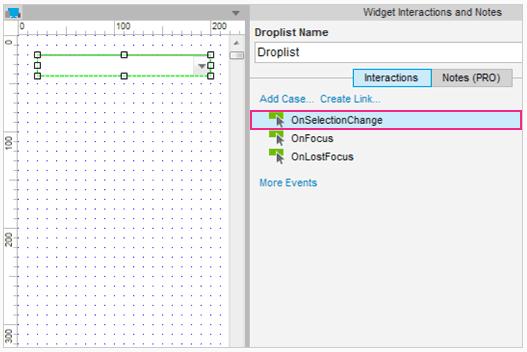 Widget Interactions and Notes
0 100 200
Droplist Name
Droplist
Interactions Notes (PRO)
Add Case... Create Link...
OnSelectionChange
OnFocus
OnLostFocus
More Events
0
100
200
300